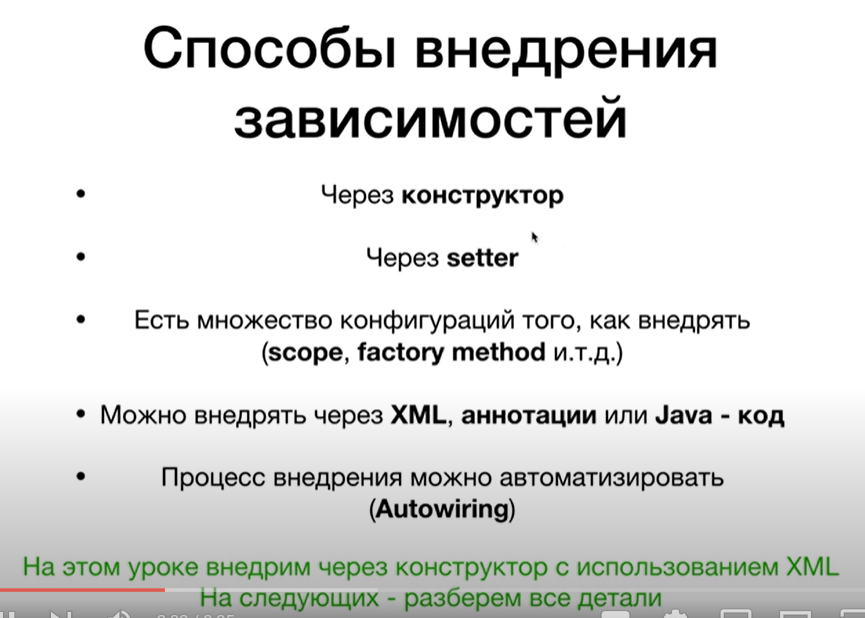 Способы внедрения
зависимостей
• Через конструктор
• Через setter
• Есть множество конфигураций того, как внедрять
(scope, factory method и.т.д.)
• Можно внедрять через XML, аннотации или Java - код
• Процесс внедрения можно автоматизировать
(Autowiring)
На этом уроке внедрим через конструктор с использованием XML
На следующих - разберем все детали